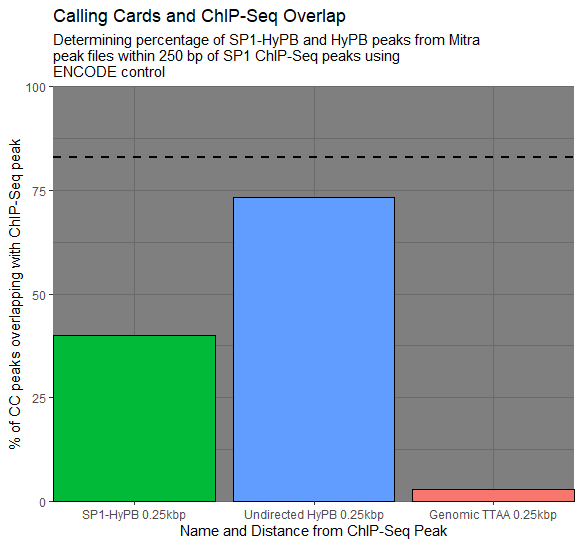 Calling Cards and ChIP-Seq Overlap
Determining percentage of SP1-HyPB and HyPB peaks from Mitra
peak files within 250 bp of SP1 ChIP-Seq peaks using
ENCODE control
% of CC peaks overlapping with ChIP-Seq peak
100
75
50
25
0
SP1-HyPB 0.25kbp
Undirected HyPB 0.25kbp
Genomic TTAA 0.25kbp
Name and Distance from ChIP-Seq Peak